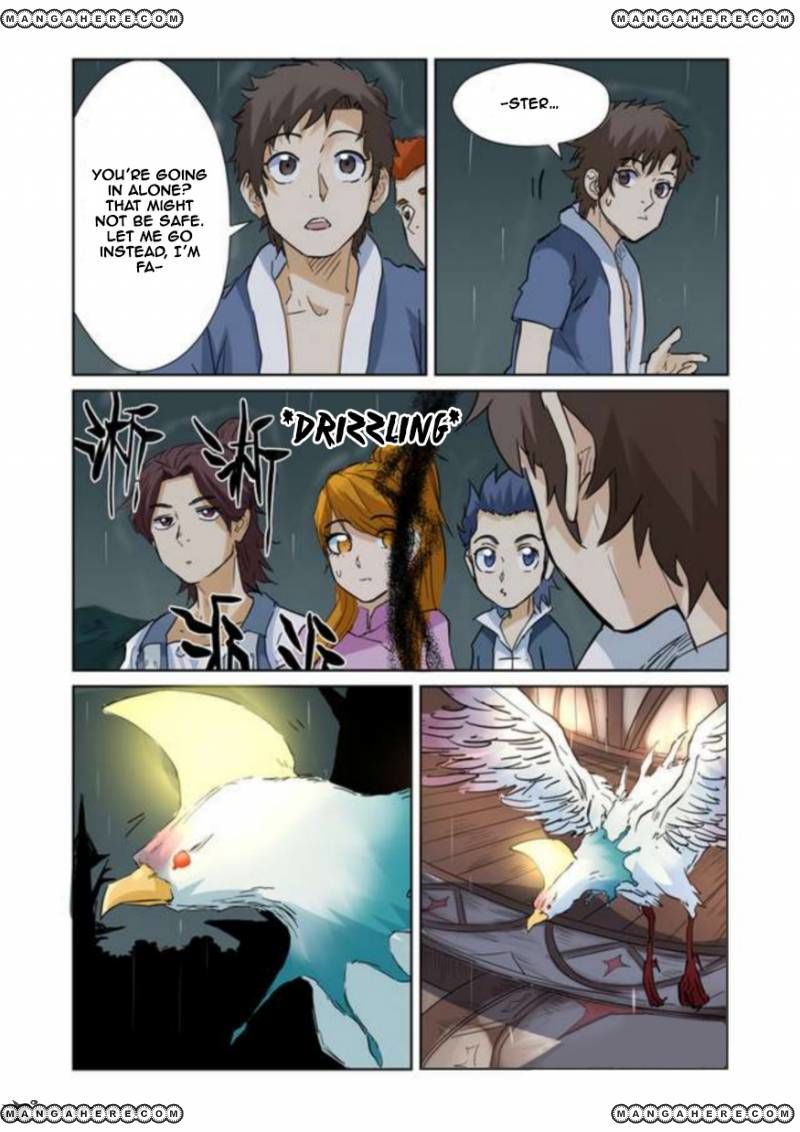 MANGAHERE.COM
MANGAHERE.COM
YOU'RE GOING
IN ALONE?
THAT MIGHT
NOT BE SAFE.
LET ME GO
INSTEAD, I'M
FA-
-STER...
淅
淅
*DRIZZLING*
淅
淅
MANGAHERE.COM
MANGAHERE.COM